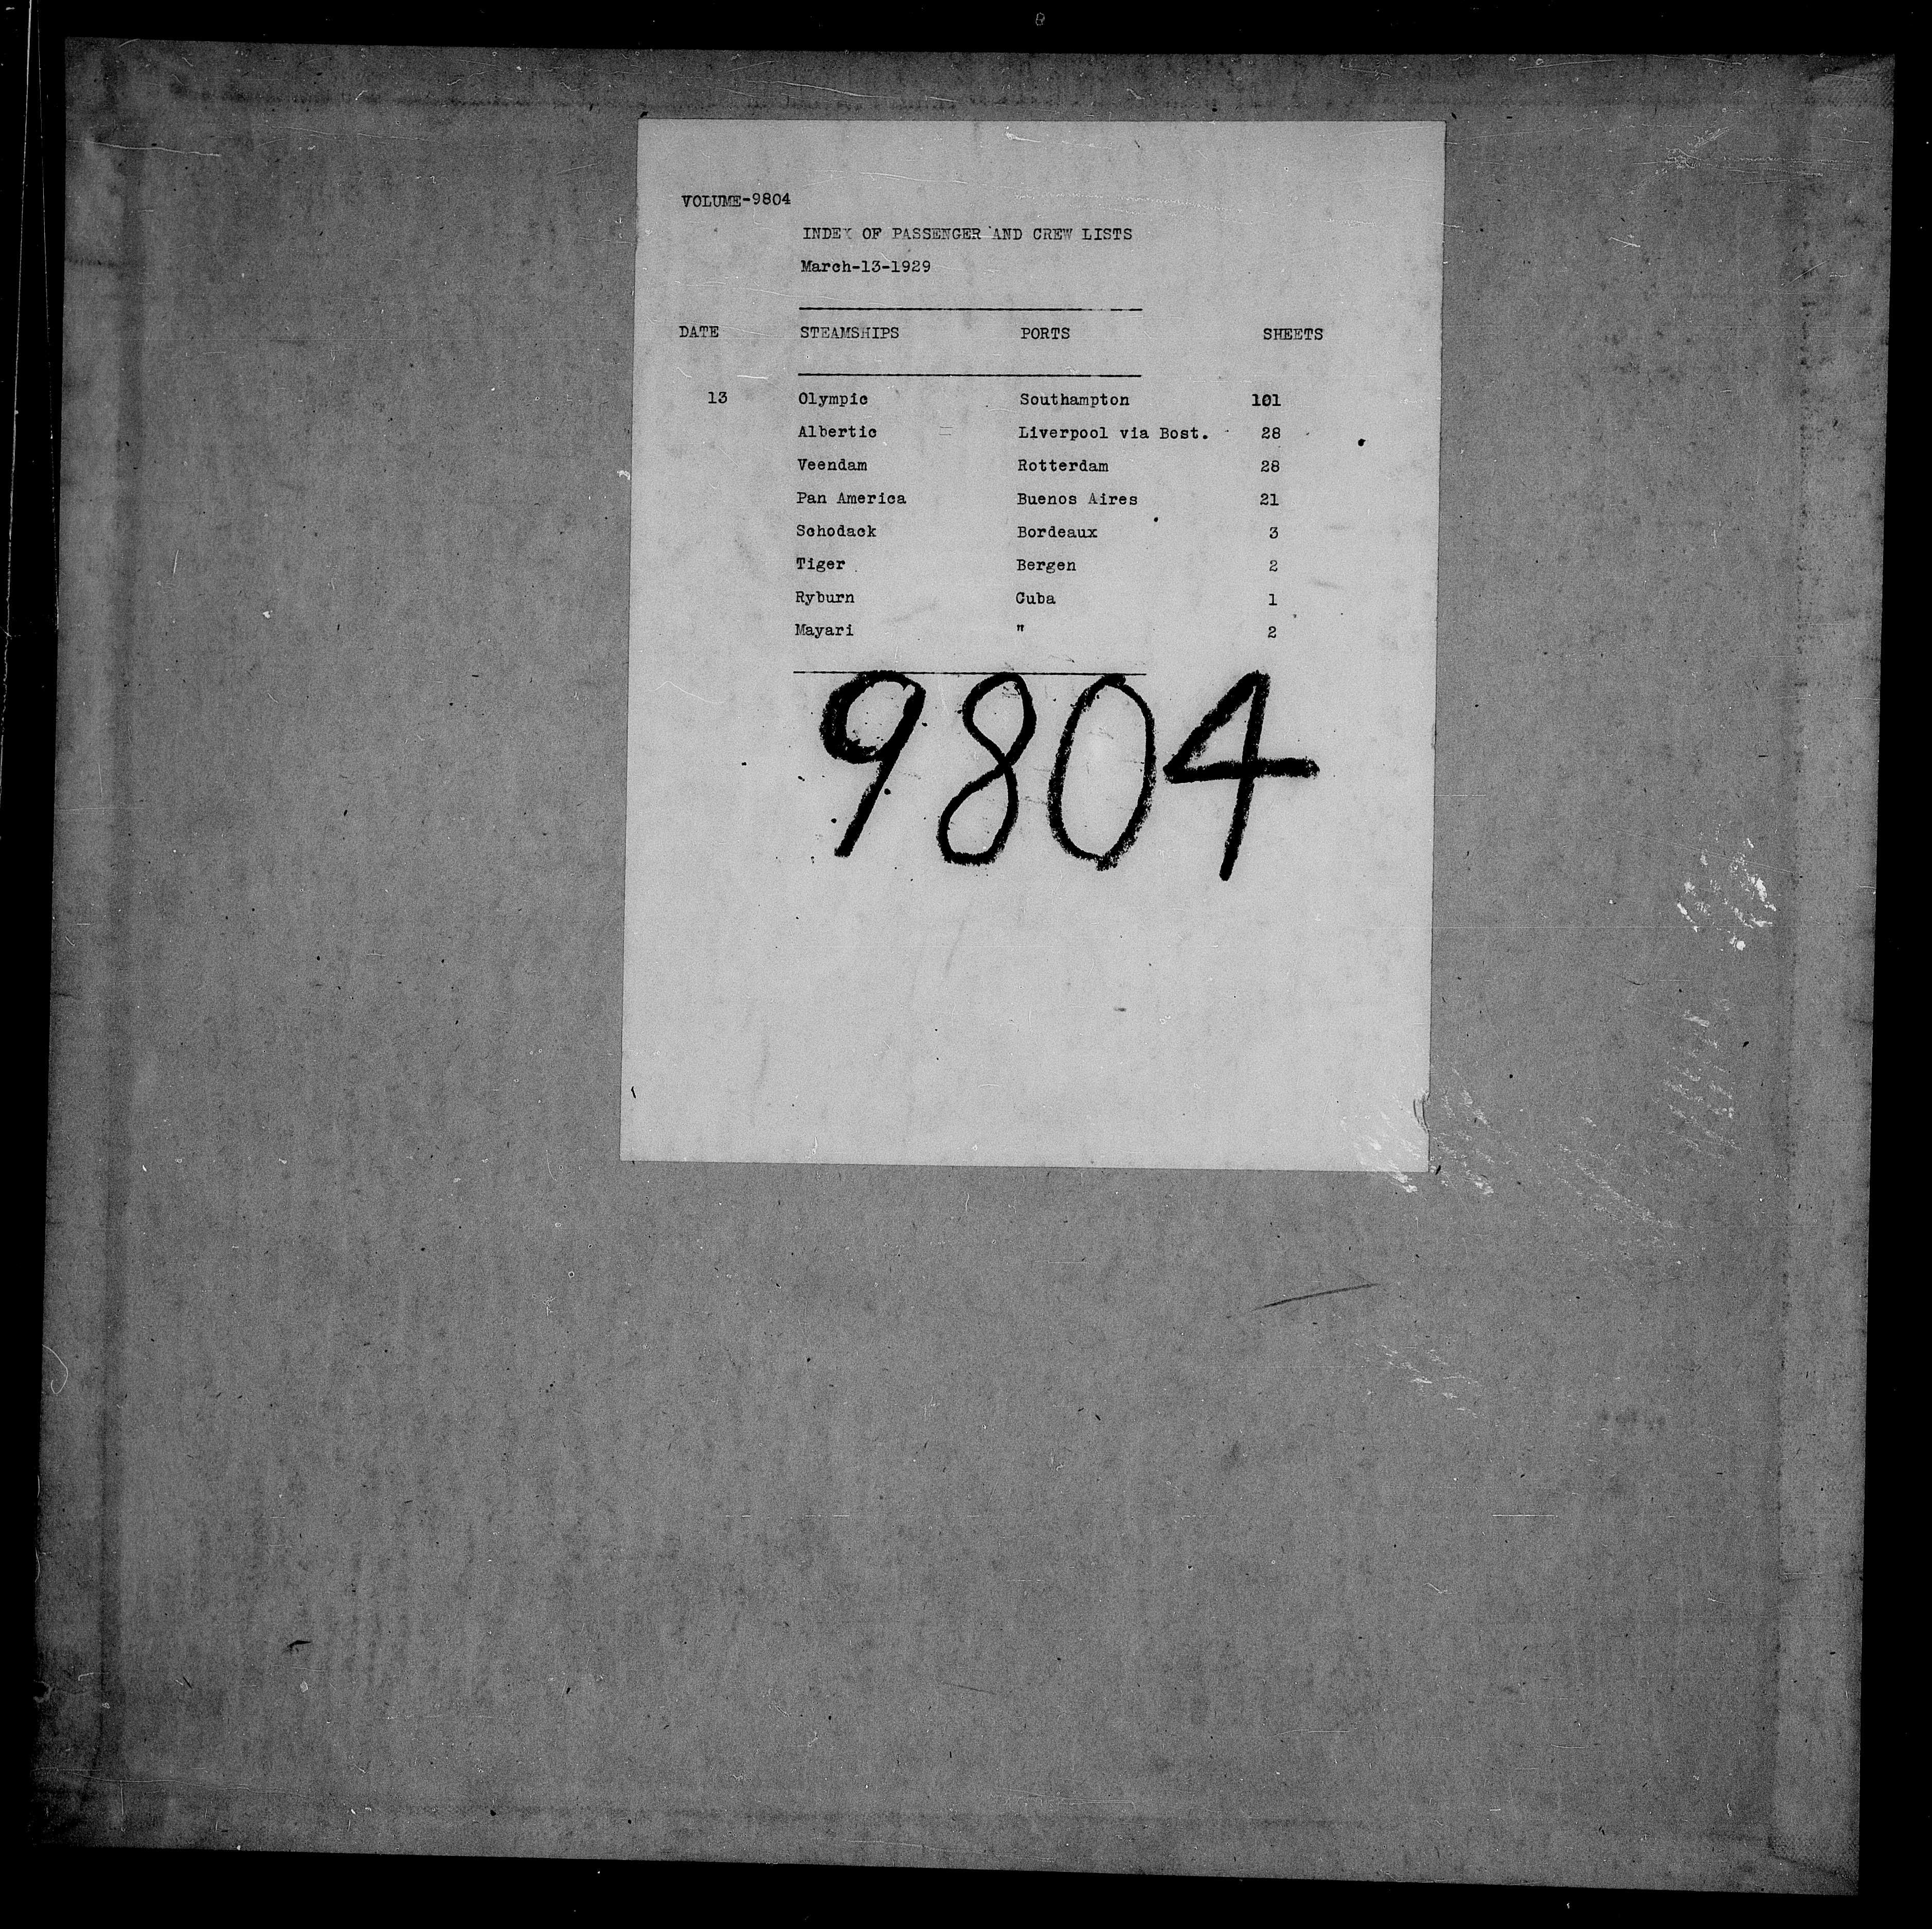 VOLUME-9804
INDEX OF PASSENGER AND CREW LISTS
March-13-1929
DATE STEAMSHIPS PORTS SHEETS
13 Olympic Southampton 101
Albertic Liverpool via Bost. 28
Veendam Rotterdam 28
Pan America Buenos Aires 21
Schodack Bordeaux 3
Tiger Bergen 2
Ryburn Cuba 1
Mayari " 2
9804